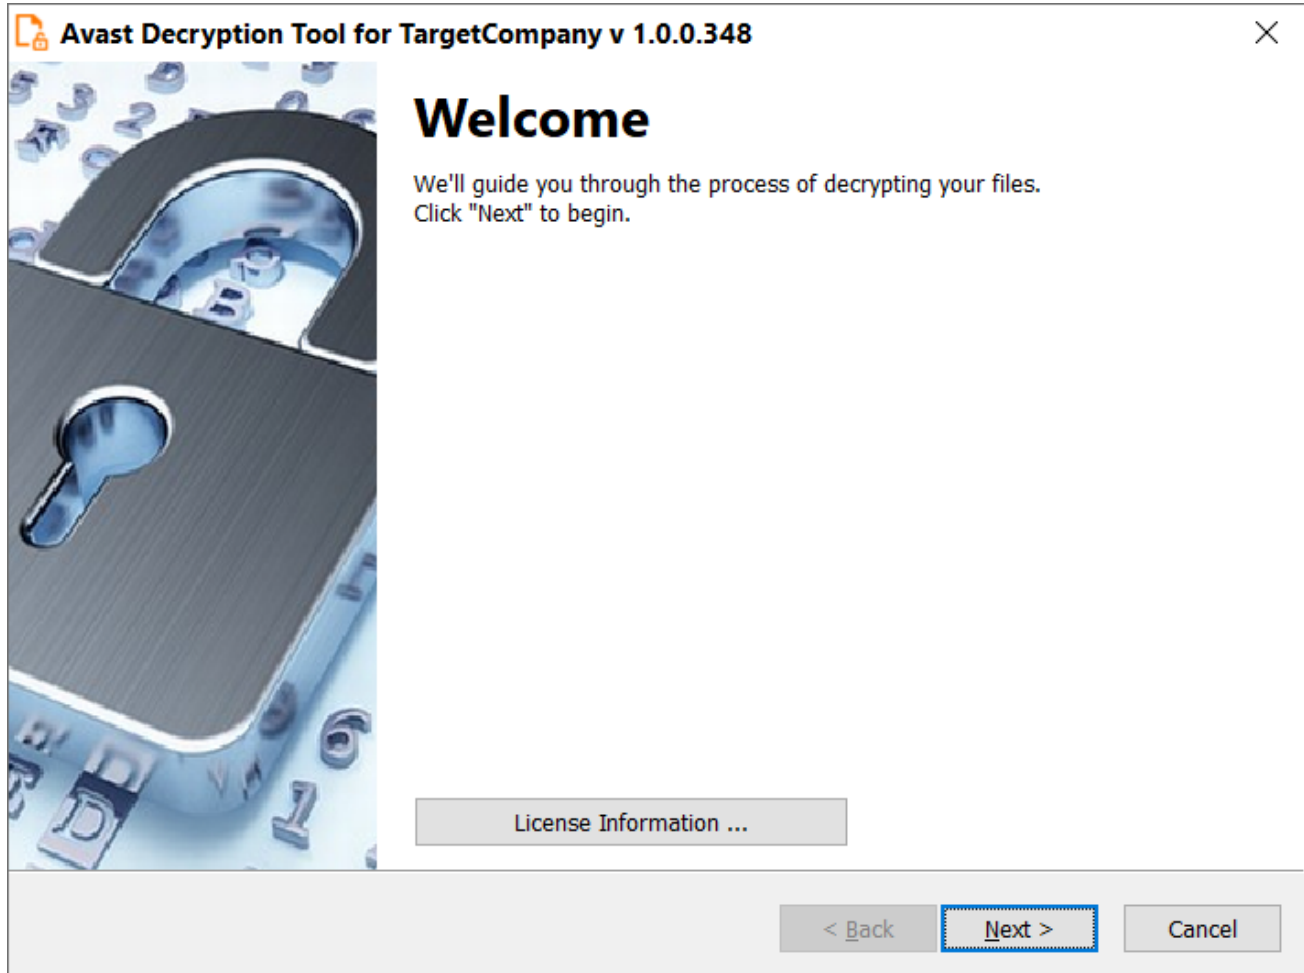 Avast Decryption Tool for TargetCompany v 1.0.0.348
Welcome
We'll guide you through the process of decrypting your files.
Click "Next" to begin.
License Information ...
< Back
Next >
Cancel